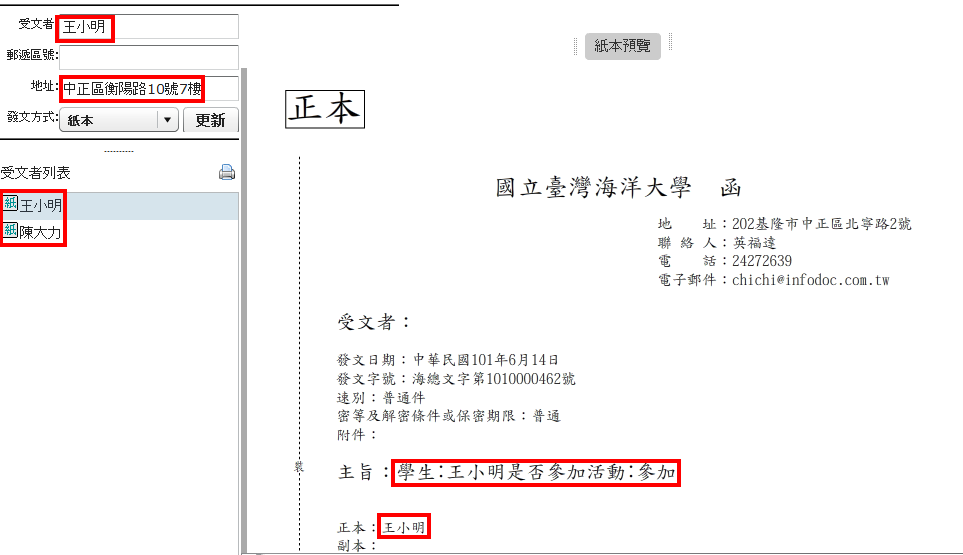 受文者
王小明
郵遞區號:
地址:
中正區衡陽路10號7樓
發文方式:
紙本
更新
受文者列表
紙 王小明
紙 陳大力
紙本預覽
正本
國立臺灣海洋大學 函
地 址：202基隆市中正區北寧路2號
聯 絡 人：英福達
電 話：24272639
電子郵件：chichi@infodoc.com.tw
受文者：
發文日期：中華民國101年6月14日
發文字號：海總文字第1010000462號
速別：普通件
密等及解密條件或保密期限：普通
附件：
裝
主旨：學生:王小明是否參加活動:參加
正本：王小明
副本：